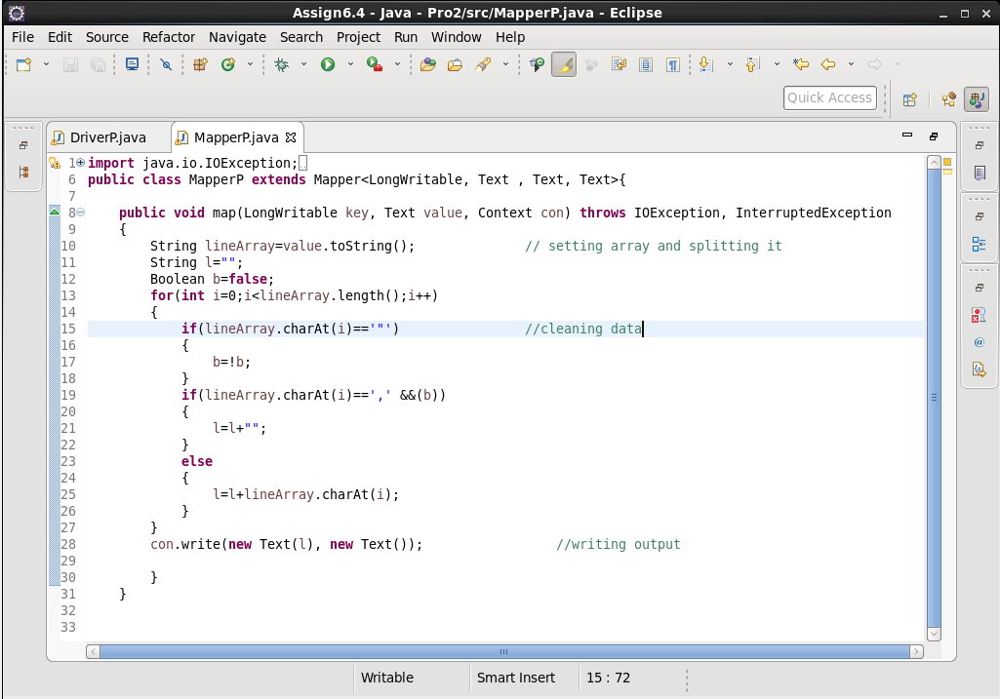 Assign6.4 - Java - Pro2/src/MapperP.java - Eclipse
File Edit Source Refactor Navigate Search Project Run Window Help
Quick Access
DriverP.java MapperP.java
1 import java.io.IOException;
6 public class MapperP extends Mapper<LongWritable, Text , Text, Text>{
7
8 public void map(LongWritable key, Text value, Context con) throws IOException, InterruptedException
9 {
10 String lineArray=value.toString(); // setting array and splitting it
11 String l="";
12 Boolean b=false;
13 for(int i=0;i<lineArray.length();i++)
14 {
15 if(lineArray.charAt(i)=='"') //cleaning data
16 {
17 b=!b;
18 }
19 if(lineArray.charAt(i)==',' &&(b))
20 {
21 l=l+"";
22 }
23 else
24 {
25 l=l+lineArray.charAt(i);
26 }
27 }
28 con.write(new Text(l), new Text()); //writing output
29
30 }
31 }
32
33
Writable Smart Insert 15 : 72